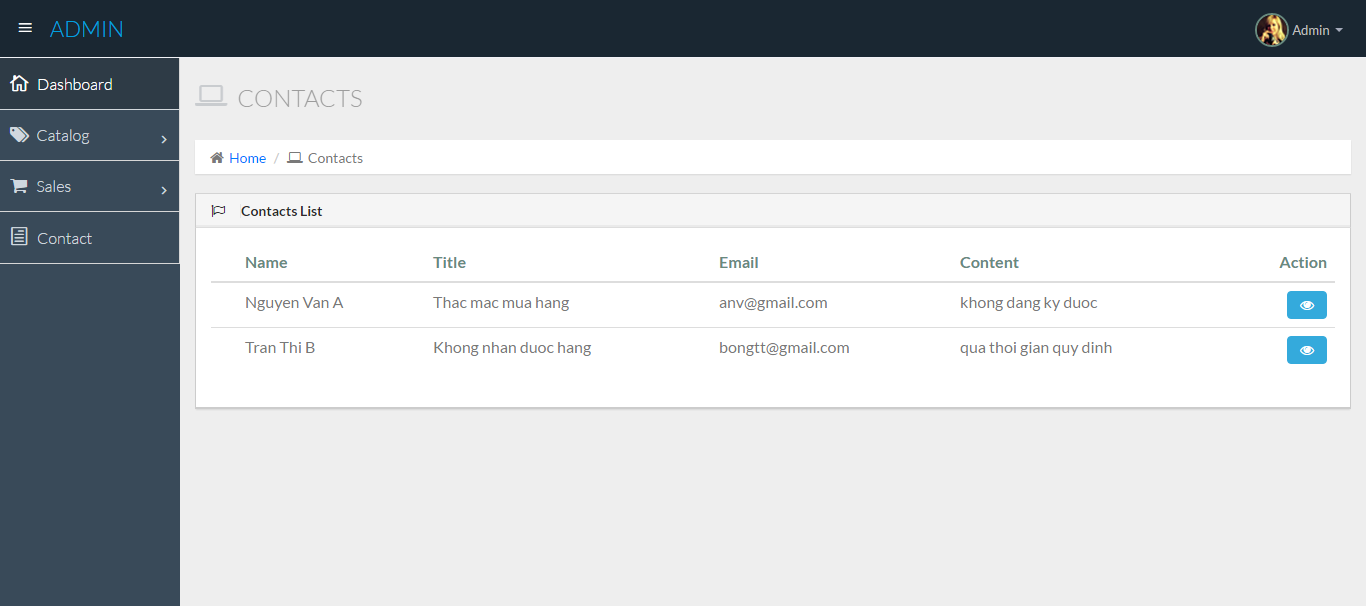 ADMIN
Admin
Dashboard
Catalog
Sales
Contact
CONTACTS
Home / Contacts
Contacts List
Name Title Email Content Action
Nguyen Van A Thac mac mua hang anv@gmail.com khong dang ky duoc
Tran Thi B Khong nhan duoc hang bongtt@gmail.com qua thoi gian quy dinh